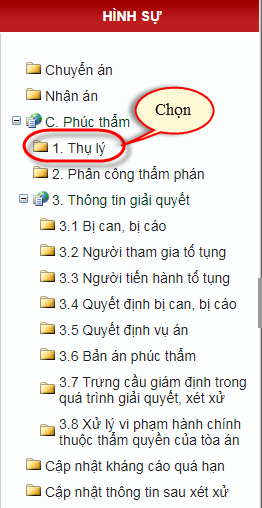 HÌNH SỰ
Chuyển án
Nhận án
C. Phúc thẩm
Chọn
1. Thụ lý
2. Phân công thẩm phán
3. Thông tin giải quyết
3.1 Bị can, bị cáo
3.2 Người tham gia tố tụng
3.3 Người tiến hành tố tụng
3.4 Quyết định bị can, bị cáo
3.5 Quyết định vụ án
3.6 Bản án phúc thẩm
3.7 Trưng cầu giám định trong
quá trình giải quyết, xét xử
3.8 Xử lý vi phạm hành chính
thuộc thẩm quyền của tòa án
Cập nhật kháng cáo quá hạn
Cập nhật thông tin sau xét xử